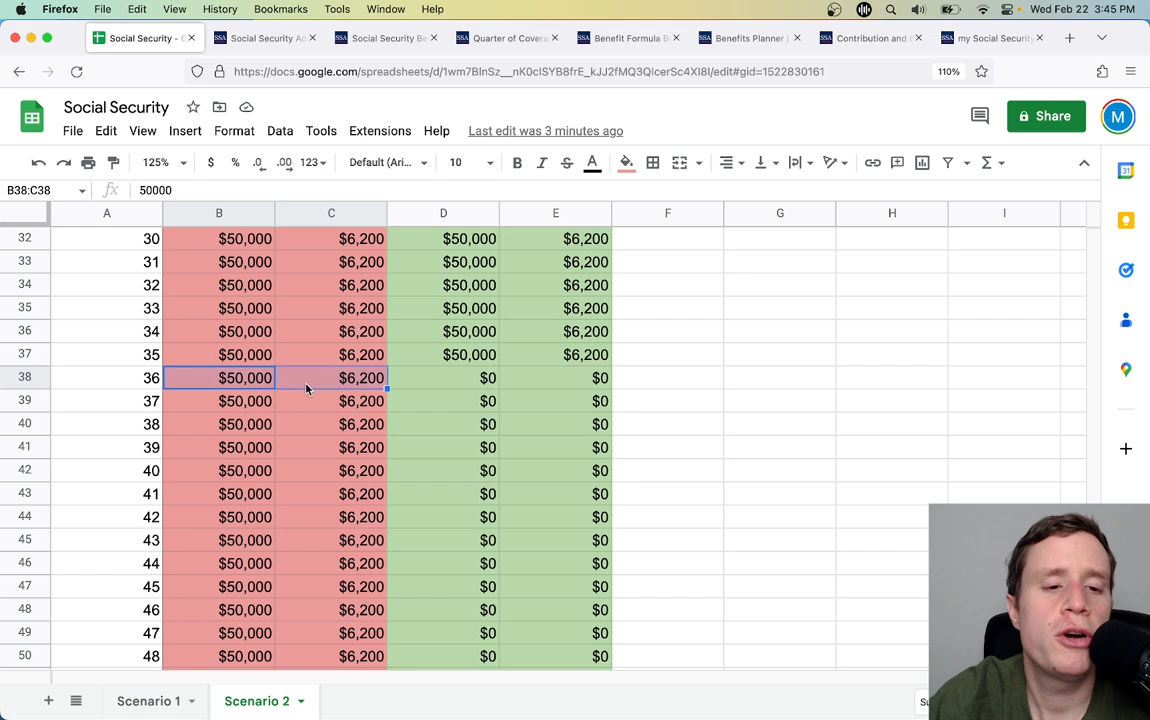 Firefox File Edit View History Bookmarks Tools Window Help Wed Feb 22 3:45 PM
Social Security - C Social Security Ad Social Security Be Quarter of Covera Benefit Formula B Benefits Planner | Contribution and B my Social Security
110%
Social Security
File Edit View Insert Format Data Tools Extensions Help Last edit was 3 minutes ago
Share
M
125% $ % .0 .00 123 Default (Ari... 10 B I S A
B38:C38 fx 50000
A B C D E F G H I
32 30 $50,000 $6,200 $50,000 $6,200
33 31 $50,000 $6,200 $50,000 $6,200
34 32 $50,000 $6,200 $50,000 $6,200
35 33 $50,000 $6,200 $50,000 $6,200
36 34 $50,000 $6,200 $50,000 $6,200
37 35 $50,000 $6,200 $50,000 $6,200
38 36 $50,000 $6,200 $0 $0
39 37 $50,000 $6,200 $0 $0
40 38 $50,000 $6,200 $0 $0
41 39 $50,000 $6,200 $0 $0
42 40 $50,000 $6,200 $0 $0
43 41 $50,000 $6,200 $0 $0
44 42 $50,000 $6,200 $0 $0
45 43 $50,000 $6,200 $0 $0
46 44 $50,000 $6,200 $0 $0
47 45 $50,000 $6,200 $0 $0
48 46 $50,000 $6,200 $0 $0
49 47 $50,000 $6,200 $0 $0
50 48 $50,000 $6,200 $0 $0
Scenario 1 Scenario 2 Su